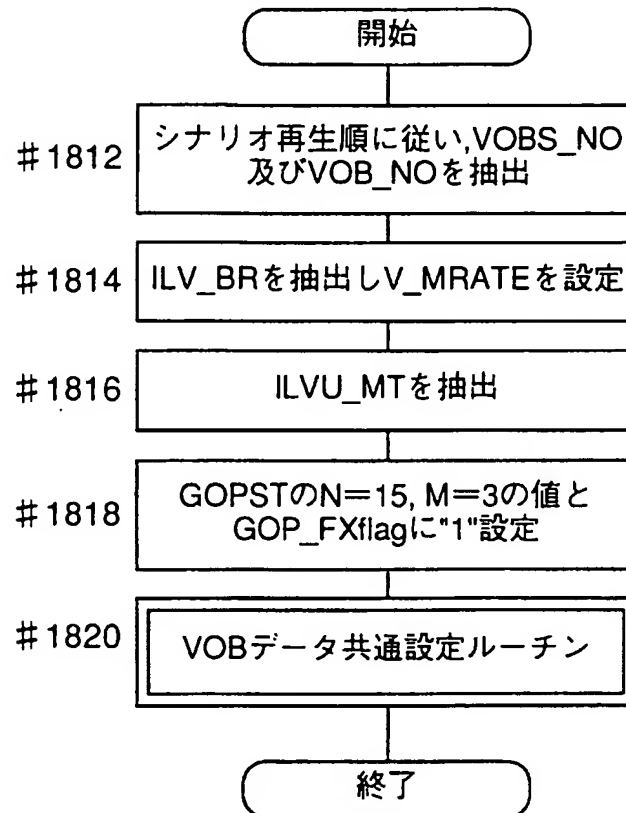 開始
#1812
シナリオ再生順に従い,VOBS_NO
及びVOB_NOを抽出
#1814
ILV_BRを抽出しV_MRATEを設定
#1816
ILVU_MTを抽出
#1818
GOPSTのN=15, M=3の値と
GOP_FXflagに"1"設定
#1820
VOBデータ共通設定ルーチン
終了